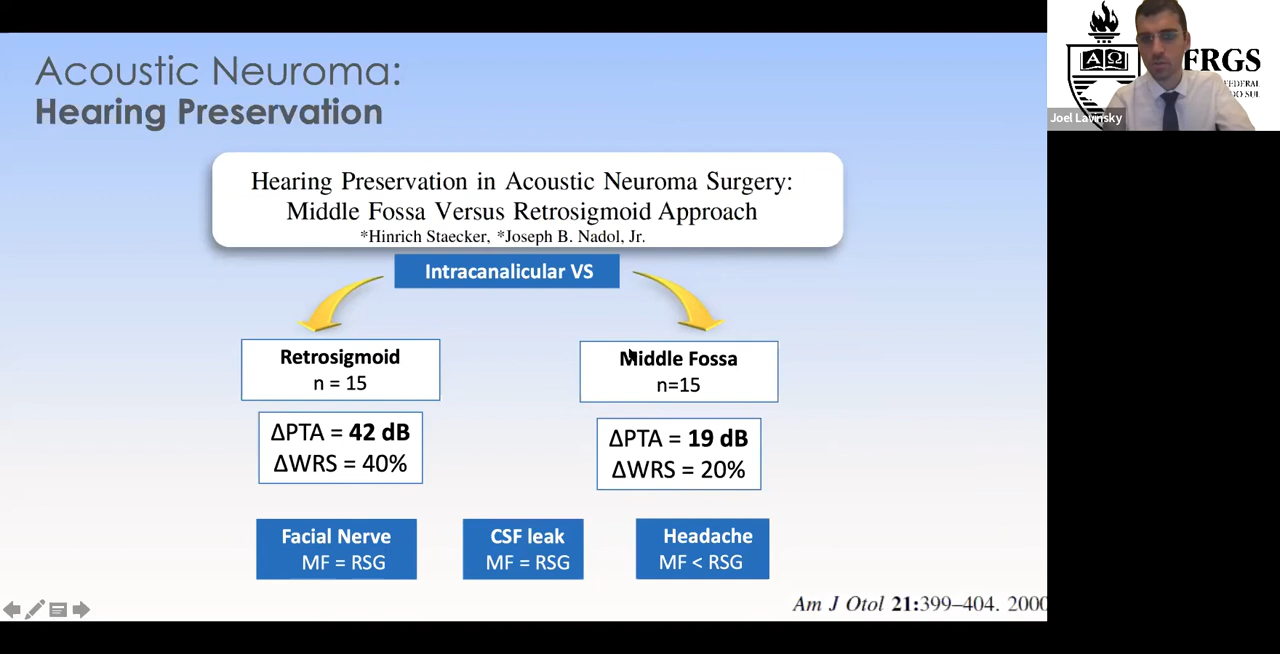 Acoustic Neuroma:
Hearing Preservation
Hearing Preservation in Acoustic Neuroma Surgery:
Middle Fossa Versus Retrosigmoid Approach
*Hinrich Staecker, *Joseph B. Nadol, Jr.
Intracanalicular VS
Retrosigmoid
n = 15
Middle Fossa
n=15
ΔPTA = 42 dB
ΔWRS = 40%
ΔPTA = 19 dB
ΔWRS = 20%
Facial Nerve
MF = RSG
CSF leak
MF = RSG
Headache
MF < RSG
Am J Otol 21:399–404. 2000
A Ω
FRGS
FEDERAL
DO SUL
Joel Lavinsky